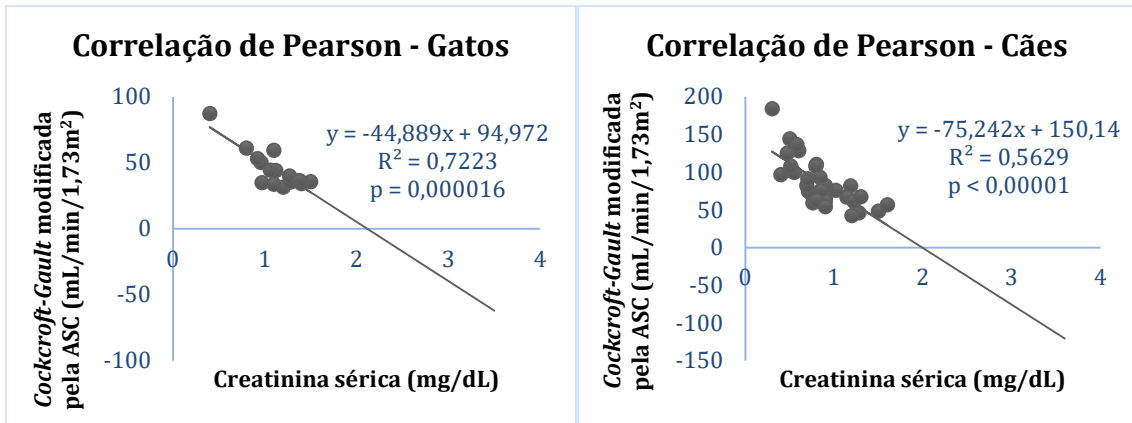 Correlação de Pearson - Gatos
Cockcroft-Gault modificada
pela ASC (mL/min/1,73m²)
100
50
0
-50
-100
y = -44,889x + 94,972
R² = 0,7223
p = 0,000016
0
1
2
3
4
Creatinina sérica (mg/dL)
Correlação de Pearson - Cães
Cockcroft-Gault modificada
pela ASC (mL/min/1,73m²)
200
150
100
50
0
-50
-100
-150
y = -75,242x + 150,14
R² = 0,5629
p < 0,00001
0
1
2
3
4
Creatinina sérica (mg/dL)